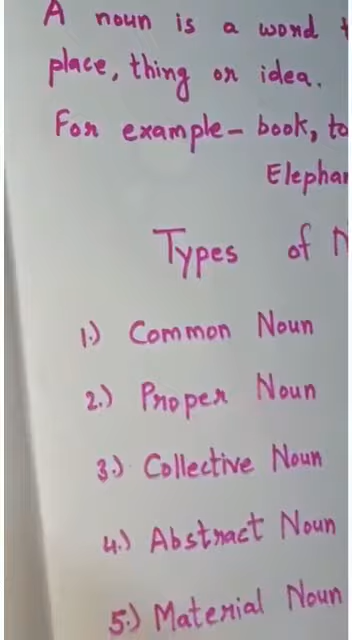 A noun is a word
place, thing or idea.
For example- book, to
Elephan
Types of N
1.) Common Noun
2.) Proper Noun
3.) Collective Noun
4.) Abstract Noun
5.) Material Noun